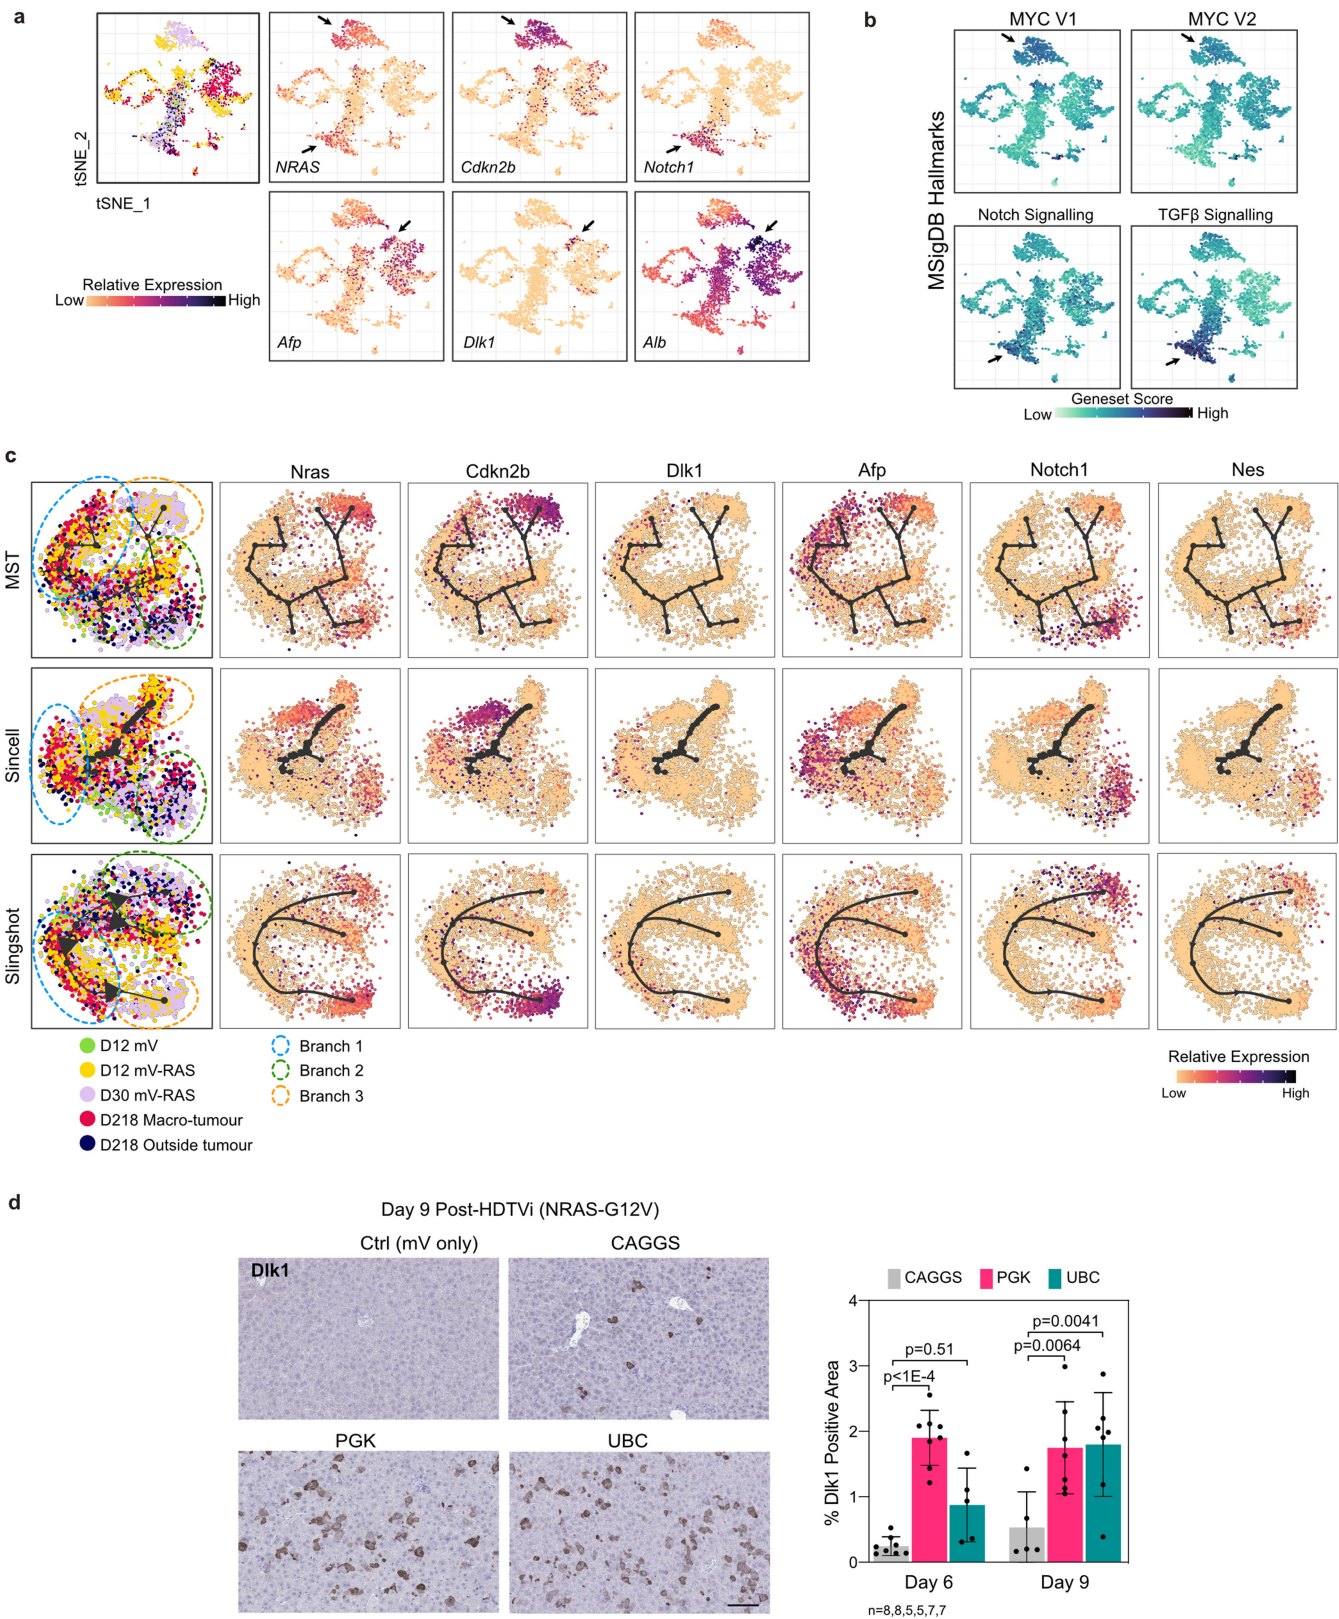 a
tSNE_2
tSNE_1
NRAS
Cdkn2b
Notch1
Afp
Dlk1
Alb
Relative Expression
Low
High
b
MSigDB Hallmarks
MYC V1
MYC V2
Notch Signalling
TGFβ Signalling
Geneset Score
Low
High
c
Nras
Cdkn2b
Dlk1
Afp
Notch1
Nes
MST
Sincell
Slingshot
D12 mV
D12 mV-RAS
D30 mV-RAS
D218 Macro-tumour
D218 Outside tumour
Branch 1
Branch 2
Branch 3
Relative Expression
Low
High
d
Day 9 Post-HDTVi (NRAS-G12V)
Ctrl (mV only)
CAGGS
Dlk1
PGK
UBC
CAGGS
PGK
UBC
% Dlk1 Positive Area
4
3
2
1
0
p<1E-4
p=0.51
p=0.0064
p=0.0041
Day 6
Day 9
n=8,8,5,5,7,7